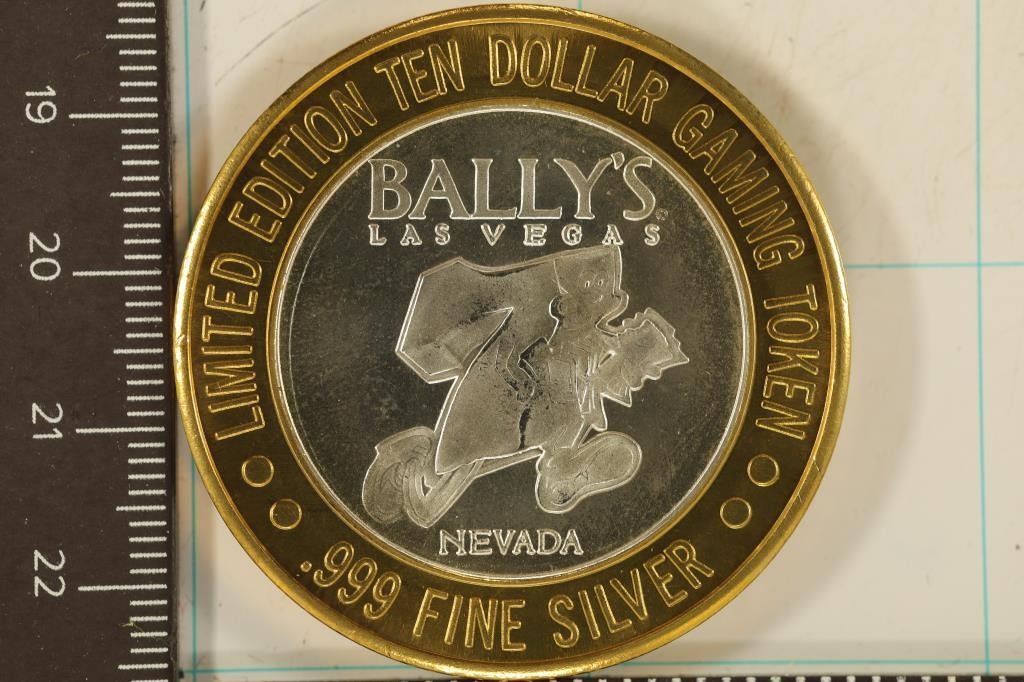 LIMITED EDITION TEN DOLLAR GAMING TOKEN
BALLY'S
LAS VEGAS
NEVADA
.999 FINE SILVER
19
20
21
22